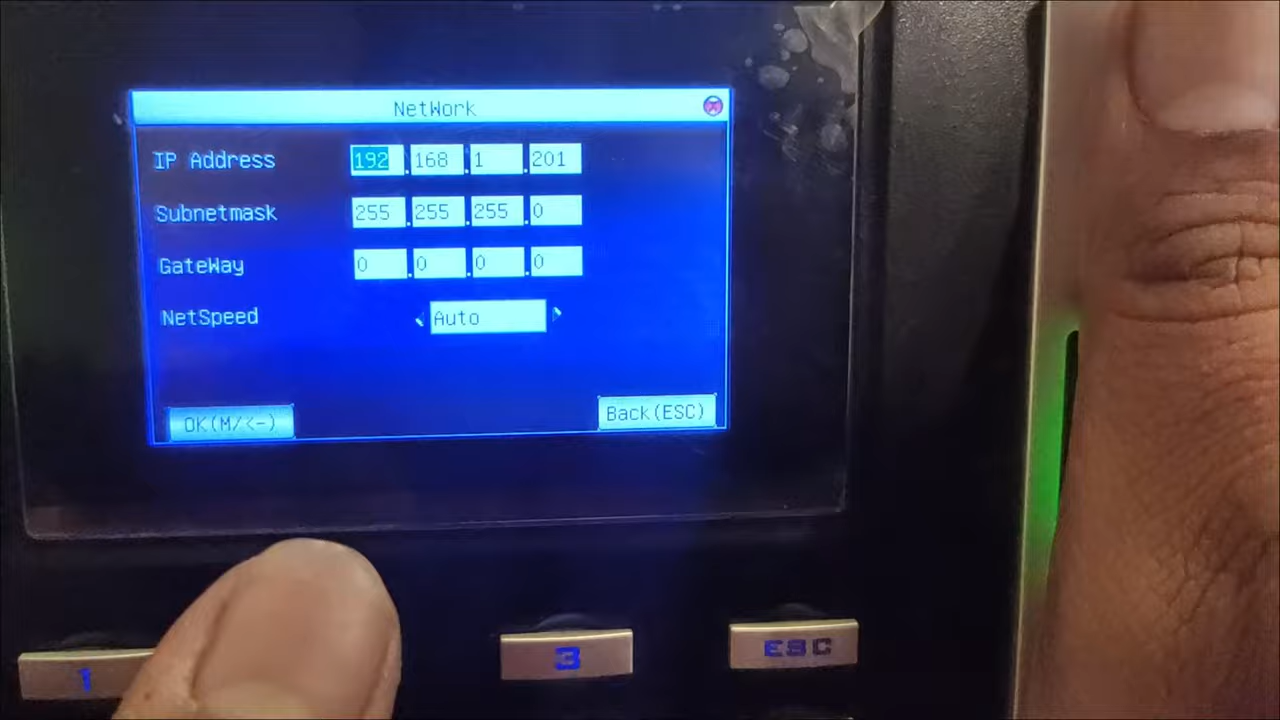 NetWork
IP Address 192.168.1.201
Subnetmask 255.255.255.0
GateWay 0.0.0.0
NetSpeed Auto
OK(M/<-) Back(ESC)
1 3 ESC